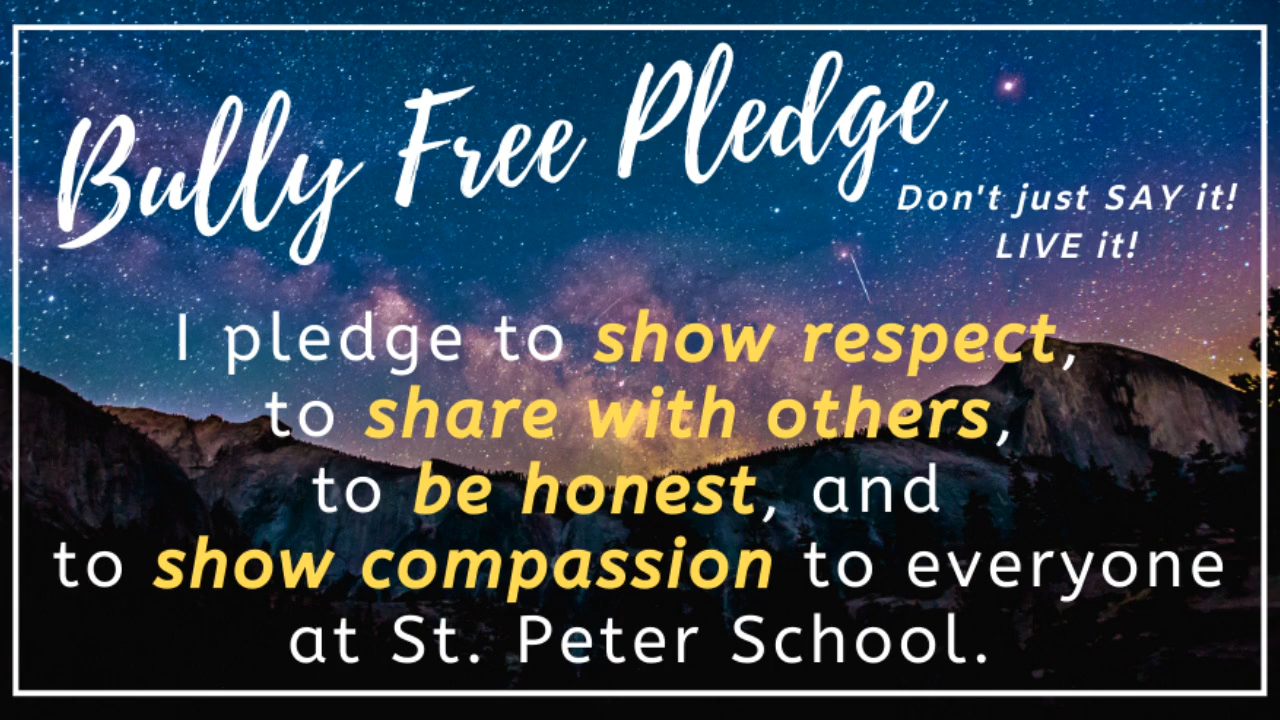 Bully Free Pledge
Don't just SAY it!
LIVE it!
I pledge to show respect,
to share with others,
to be honest, and
to show compassion to everyone
at St. Peter School.